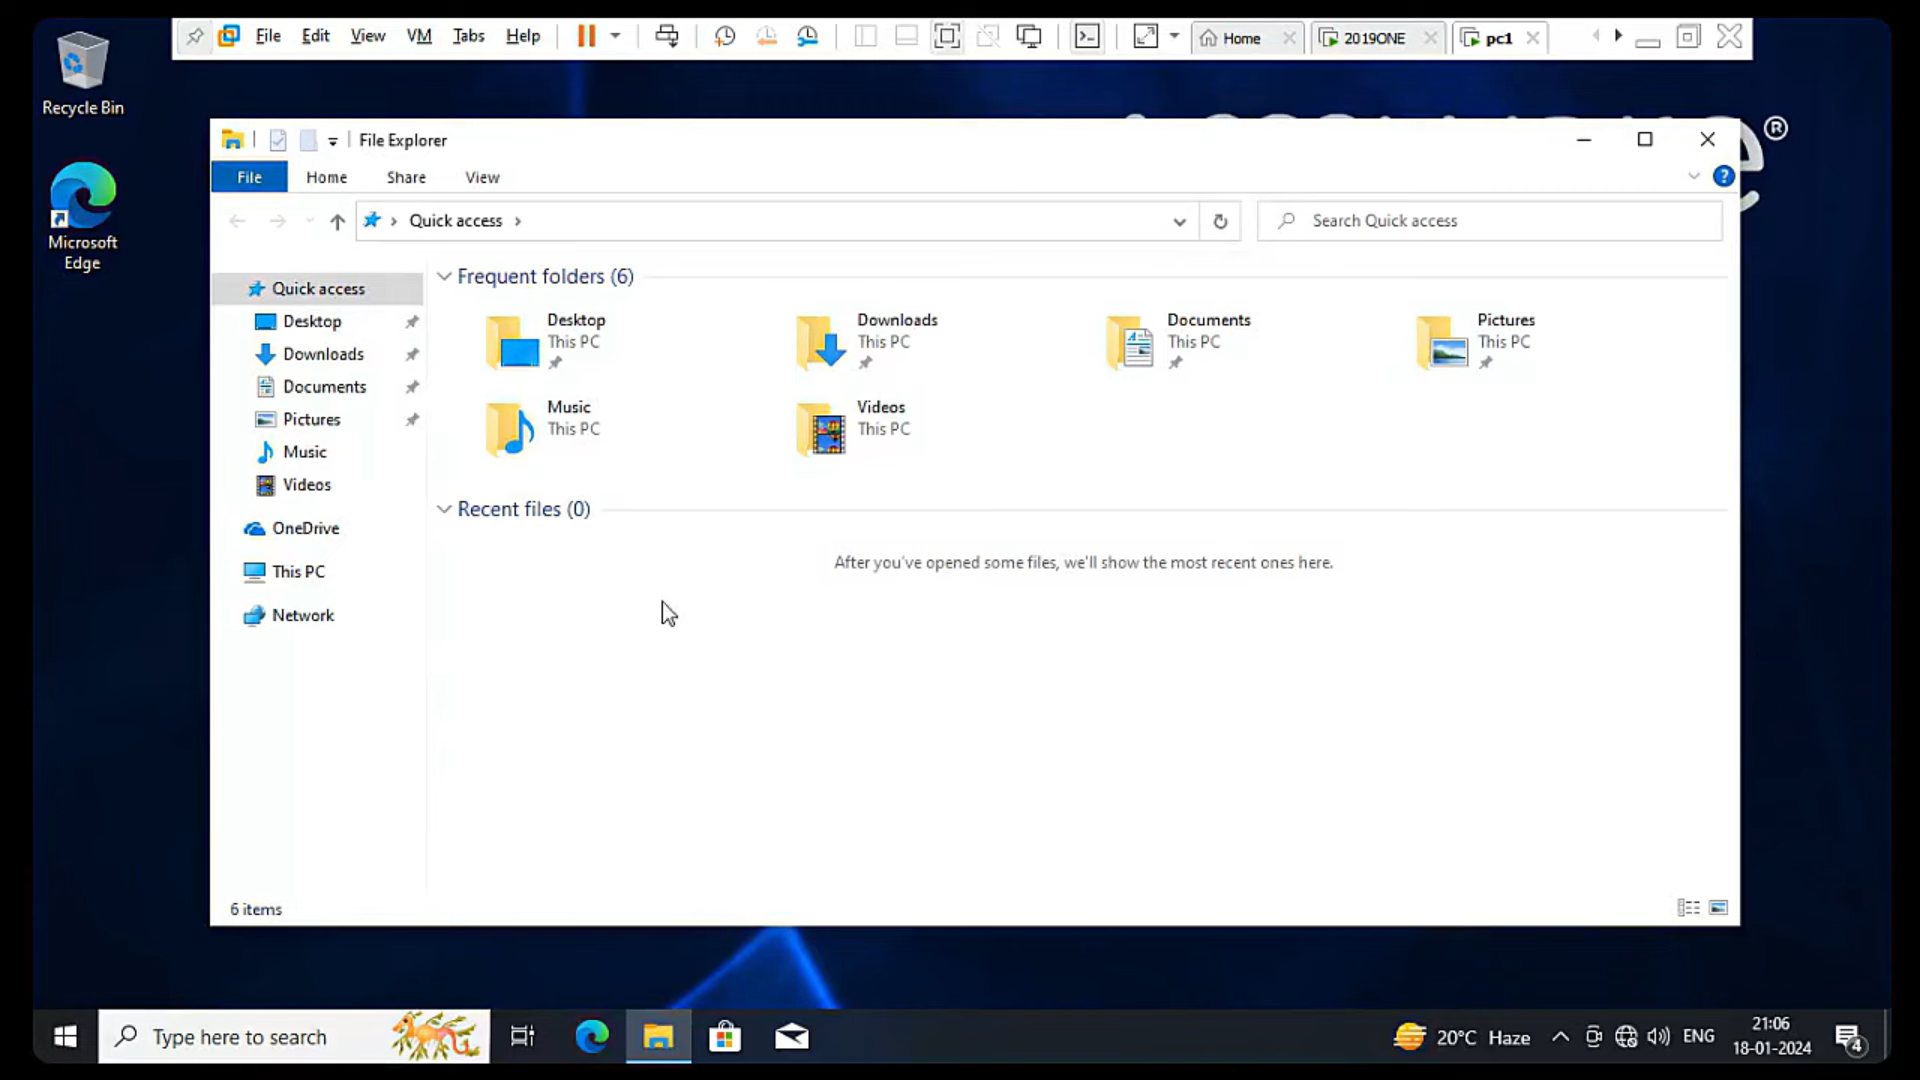 File Edit View VM Tabs Help
Home
2019ONE
pc1
Recycle Bin
Microsoft
Edge
®
File Explorer
File Home Share View
?
Quick access
Search Quick access
Quick access
Desktop
Downloads
Documents
Pictures
Music
Videos
OneDrive
This PC
Network
Frequent folders (6)
Desktop
This PC
Downloads
This PC
Documents
This PC
Pictures
This PC
Music
This PC
Videos
This PC
Recent files (0)
After you've opened some files, we'll show the most recent ones here.
6 items
Type here to search
20°C Haze
ENG
21:06
18-01-2024
4